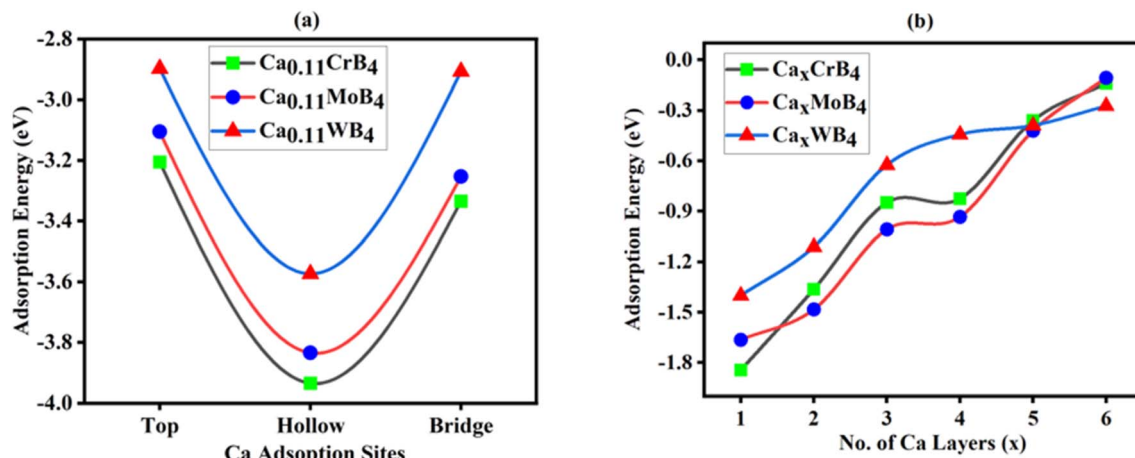 (a)
Adsorption Energy (eV)
-2.8
-3.0
-3.2
-3.4
-3.6
-3.8
-4.0
Ca0.11CrB4
Ca0.11MoB4
Ca0.11WB4
Top Hollow Bridge
Ca Adsoption Sites
(b)
Adsorption Energy (eV)
0.0
-0.3
-0.6
-0.9
-1.2
-1.5
-1.8
CaxCrB4
CaxMoB4
CaxWB4
1 2 3 4 5 6
No. of Ca Layers (x)